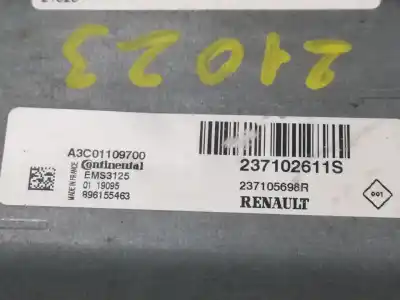 21023
A3C01109700
Continental
EMS3125
01 19095
896155463
MADE IN FRANCE
237102611S
237105698R
RENAULT
001